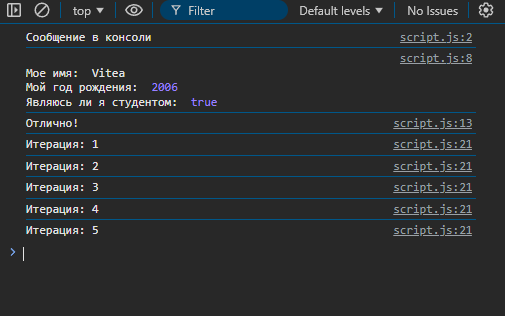 top Filter Default levels No Issues
Сообщение в консоли script.js:2
script.js:8
Мое имя: Vitea
Мой год рождения: 2006
Являюсь ли я студентом: true
Отлично! script.js:13
Итерация: 1 script.js:21
Итерация: 2 script.js:21
Итерация: 3 script.js:21
Итерация: 4 script.js:21
Итерация: 5 script.js:21